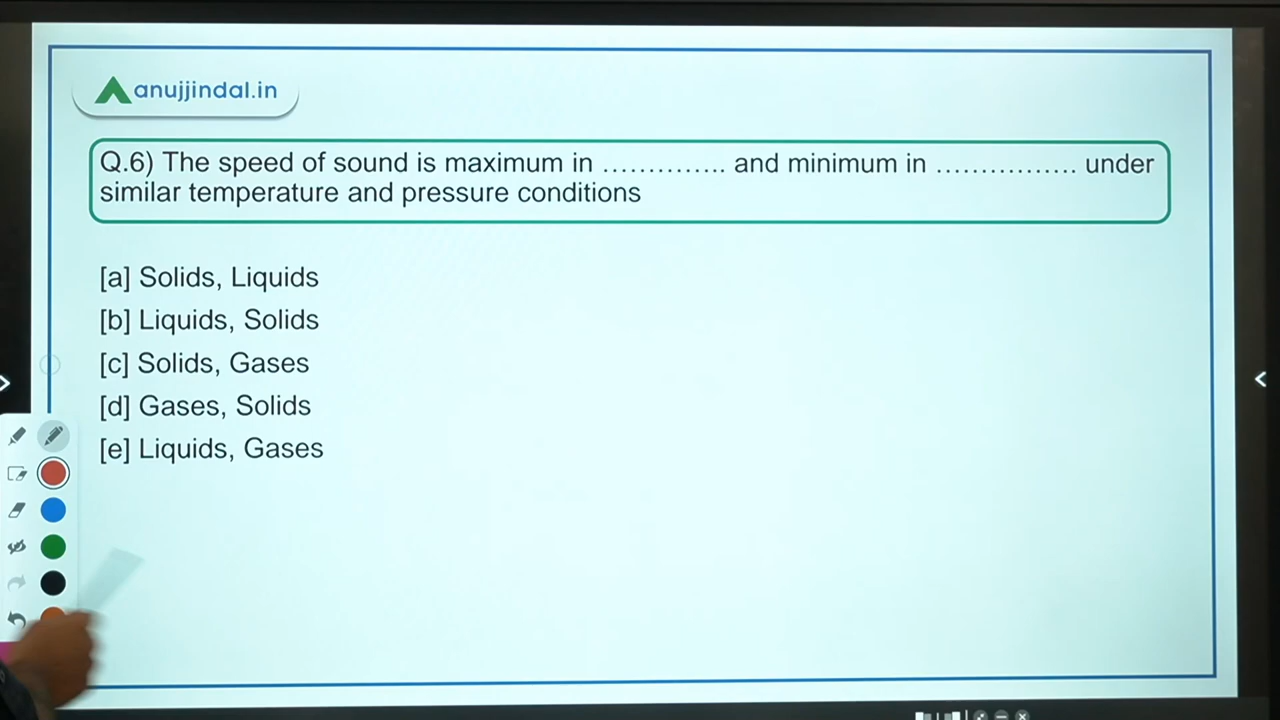 anujjindal.in
Q.6) The speed of sound is maximum in ………….. and minimum in ……………. under
similar temperature and pressure conditions
[a] Solids, Liquids
[b] Liquids, Solids
[c] Solids, Gases
[d] Gases, Solids
[e] Liquids, Gases